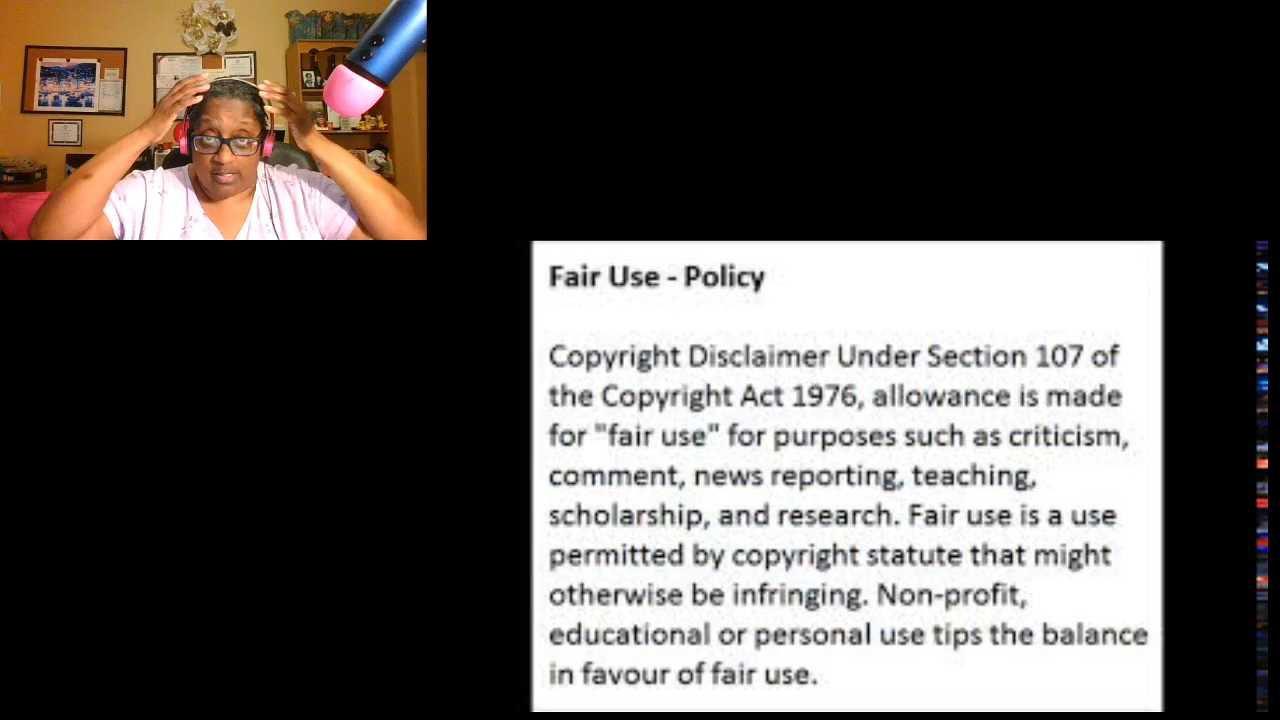 Fair Use - Policy
Copyright Disclaimer Under Section 107 of
the Copyright Act 1976, allowance is made
for "fair use" for purposes such as criticism,
comment, news reporting, teaching,
scholarship, and research. Fair use is a use
permitted by copyright statute that might
otherwise be infringing. Non-profit,
educational or personal use tips the balance
in favour of fair use.